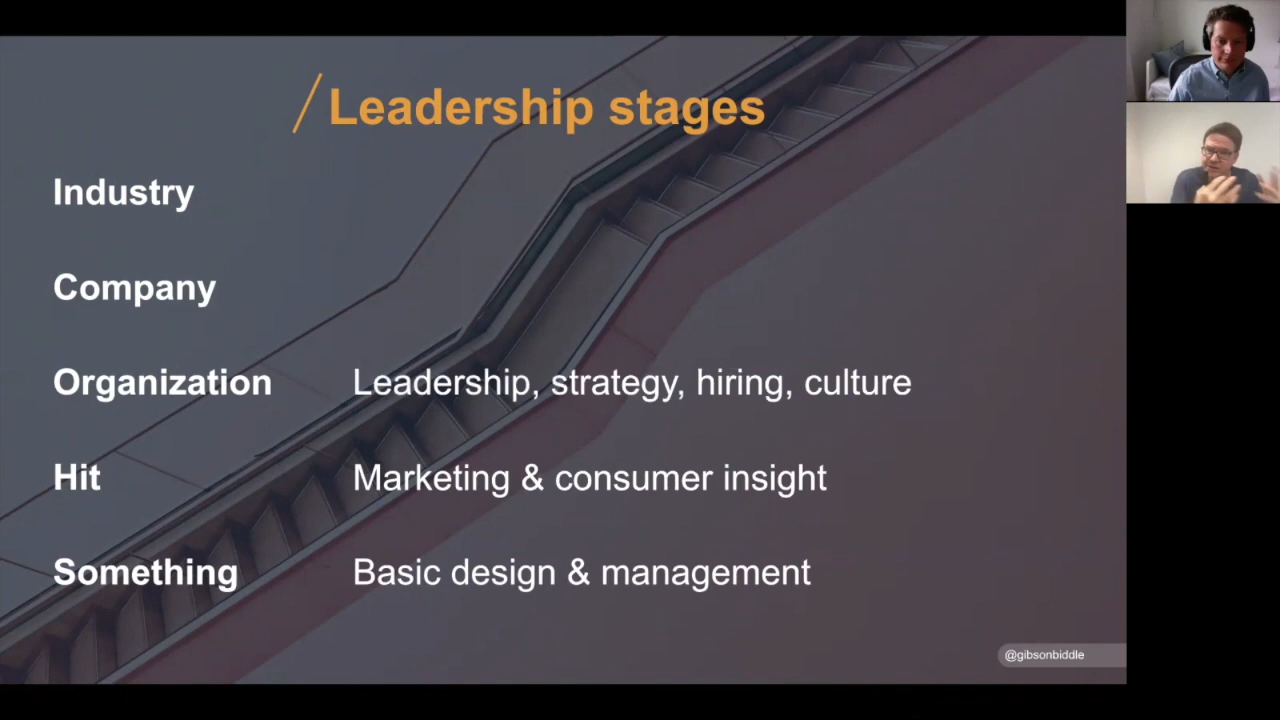 Leadership stages
Industry
Company
Organization Leadership, strategy, hiring, culture
Hit Marketing & consumer insight
Something Basic design & management
@gibsonbiddle